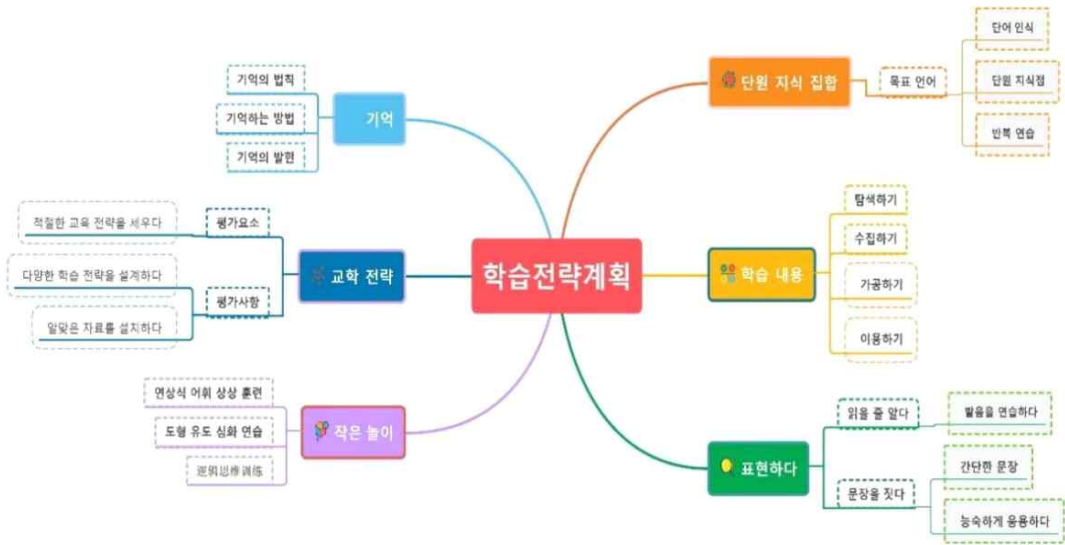 학습전략계획
기억
기억의 법칙
기억하는 방법
기억의 발현
교학 전략
평가요소
적절한 교육 전략을 세우다
평가사항
다양한 학습 전략을 설계하다
알맞은 자료를 설치하다
작은 놀이
연상식 어휘 상상 훈련
도형 유도 심화 연습
逻辑思维训练
단원 지식 집합
목표 언어
단어 인식
단원 지식점
반복 연습
학습 내용
탐색하기
수집하기
가공하기
이용하기
표현하다
읽을 줄 알다
발음을 연습하다
문장을 짓다
간단한 문장
능숙하게 응용하다